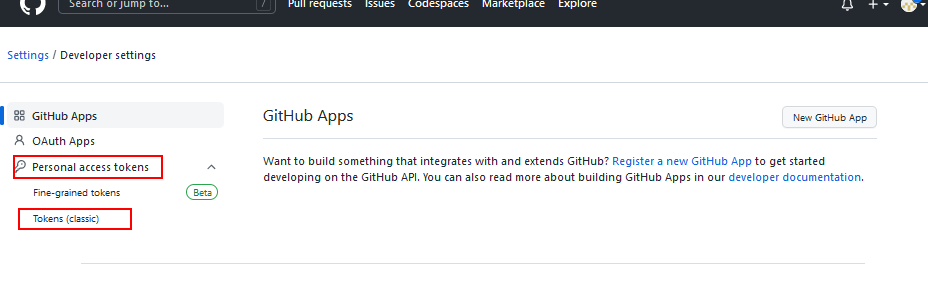 Search or jump to... / Pull requests Issues Codespaces Marketplace Explore
Settings / Developer settings
GitHub Apps
OAuth Apps
Personal access tokens
Fine-grained tokens Beta
Tokens (classic)
GitHub Apps New GitHub App
Want to build something that integrates with and extends GitHub? Register a new GitHub App to get started
developing on the GitHub API. You can also read more about building GitHub Apps in our developer documentation.